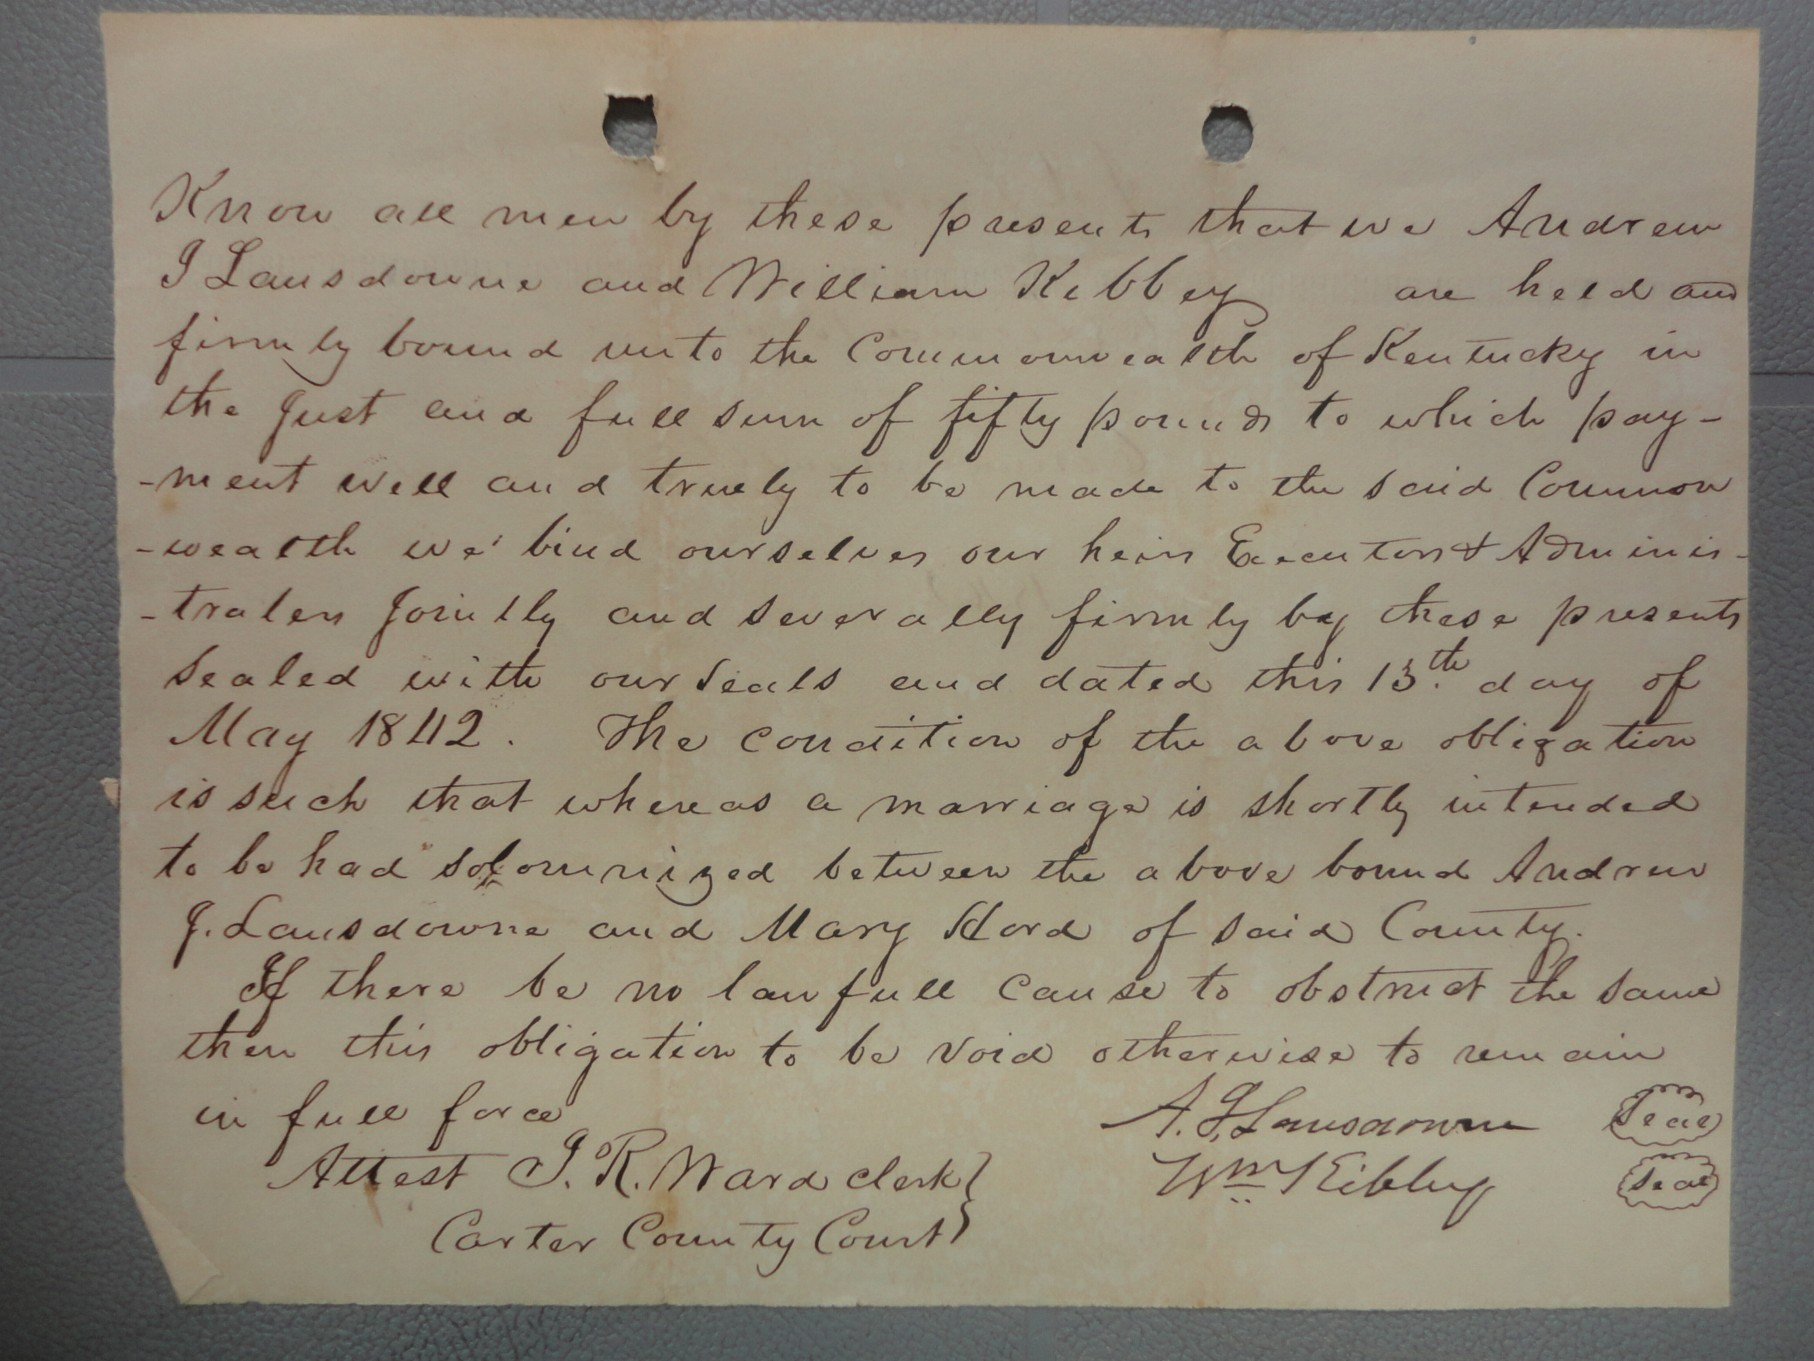 Know all men by these presents that we Andrew
J Lansdowne and William Kibbey are held and
firmly bound unto the Commonwealth of Kentucky in
the just and full sum of fifty pounds to which pay-
-ment well and truely to be made to the said Common
-wealth we bind ourselves our heirs Executors & Adminis-
-traters jointly and severally firmly by these presents
Sealed with our Seals and dated this 13.th day of
May 1842. The condition of the above obligation
is such that whereas a marriage is shortly intended
to be had solomnized between the above bound Andrew
J. Lansdowne and Mary Hord of said County.
If there be no lawfull cause to obstruct the same
then this obligation to be void otherwise to remain
in full force
A. J. Lansdowne Seal
Attest J. R. Ward clerk } Wm Kibbey Seal
Carter County Court